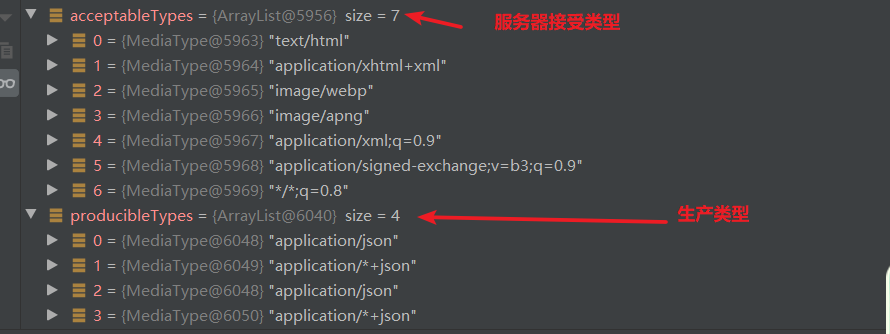 acceptableTypes = {ArrayList@5956} size = 7 服务器接受类型
0 = {MediaType@5963} "text/html"
1 = {MediaType@5964} "application/xhtml+xml"
2 = {MediaType@5965} "image/webp"
3 = {MediaType@5966} "image/apng"
4 = {MediaType@5967} "application/xml;q=0.9"
5 = {MediaType@5968} "application/signed-exchange;v=b3;q=0.9"
6 = {MediaType@5969} "*/*;q=0.8"
producibleTypes = {ArrayList@6040} size = 4 生产类型
0 = {MediaType@6048} "application/json"
1 = {MediaType@6049} "application/*+json"
2 = {MediaType@6048} "application/json"
3 = {MediaType@6050} "application/*+json"